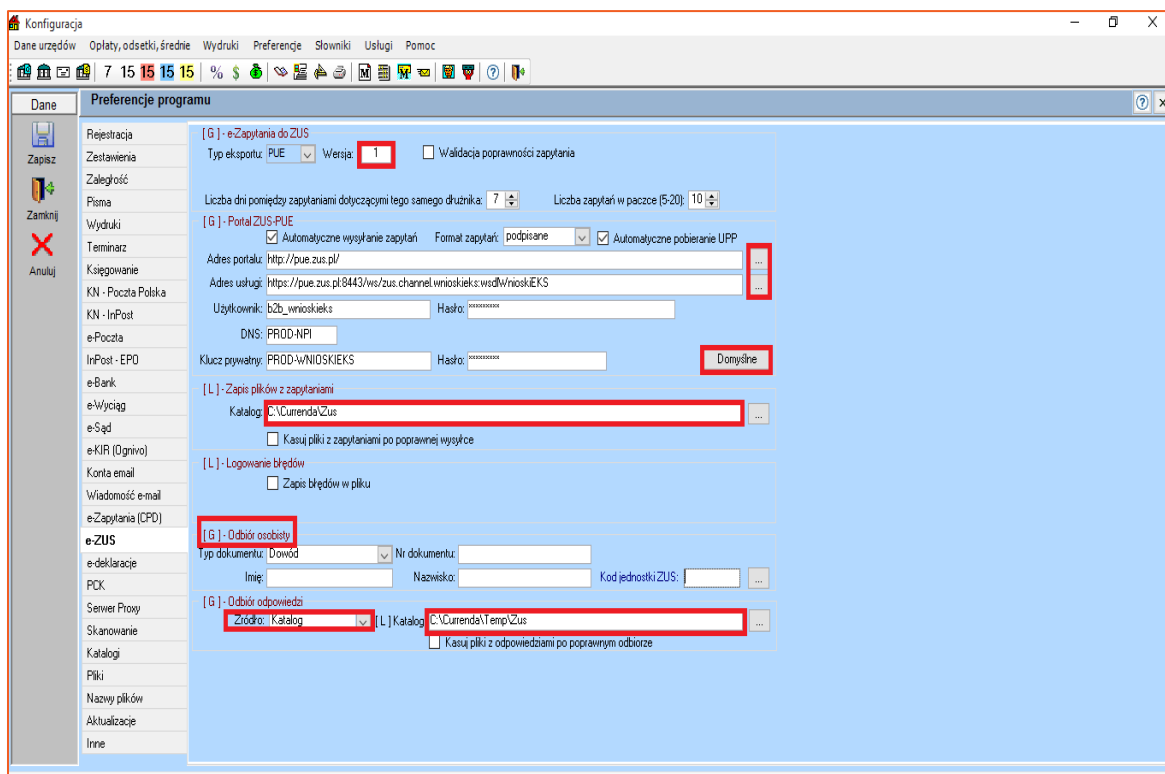 Konfiguracja
Dane urzędów Opłaty, odsetki, średnie Wydruki Preferencje Słowniki Usługi Pomoc
7 15 15 15 15 % $
Dane
Preferencje programu
Zapisz
Zamknij
Anuluj
Rejestracja
Zestawienia
Zaległość
Pisma
Wydruki
Terminarz
Księgowanie
KN - Poczta Polska
KN - InPost
e-Poczta
InPost - EPO
e-Bank
e-Wyciąg
e-Sąd
e-KIR (Ognivo)
Konta email
Wiadomość e-mail
e-Zapytania (CPD)
e-ZUS
e-deklaracje
PCK
Serwer Proxy
Skanowanie
Katalogi
Pliki
Nazwy plików
Aktualizacje
Inne
[ G ] - e-Zapytania do ZUS
Typ eksportu: PUE Wersja: 1 Walidacja poprawności zapytania
Liczba dni pomiędzy zapytaniami dotyczącymi tego samego dłużnika: 7 Liczba zapytań w paczce (5-20): 10
[ G ] - Portal ZUS-PUE
Automatyczne wysyłanie zapytań Format zapytań: podpisane Automatyczne pobieranie UPP
Adres portalu: http://pue.zus.pl/ ...
Adres usługi: https://pue.zus.pl:8443/ws/zus.channel.wnioskieks:wsdlWnioskiEKS ...
Użytkownik: b2b_wnioskieks Hasło: *********
DNS: PROD-NPI
Klucz prywatny: PROD-WNIOSKIEKS Hasło: ********* Domyślne
[ L ] - Zapis plików z zapytaniami
Katalog: C:\Currenda\Zus ...
Kasuj pliki z zapytaniami po poprawnej wysyłce
[ L ] - Logowanie błędów
Zapis błędów w pliku
[ G ] - Odbiór osobisty
Typ dokumentu: Dowód Nr dokumentu:
Imię: Nazwisko: Kod jednostki ZUS: ...
[ G ] - Odbiór odpowiedzi
Źródło: Katalog [ L ] Katalog C:\Currenda\Temp\Zus ...
Kasuj pliki z odpowiedziami po poprawnym odbiorze